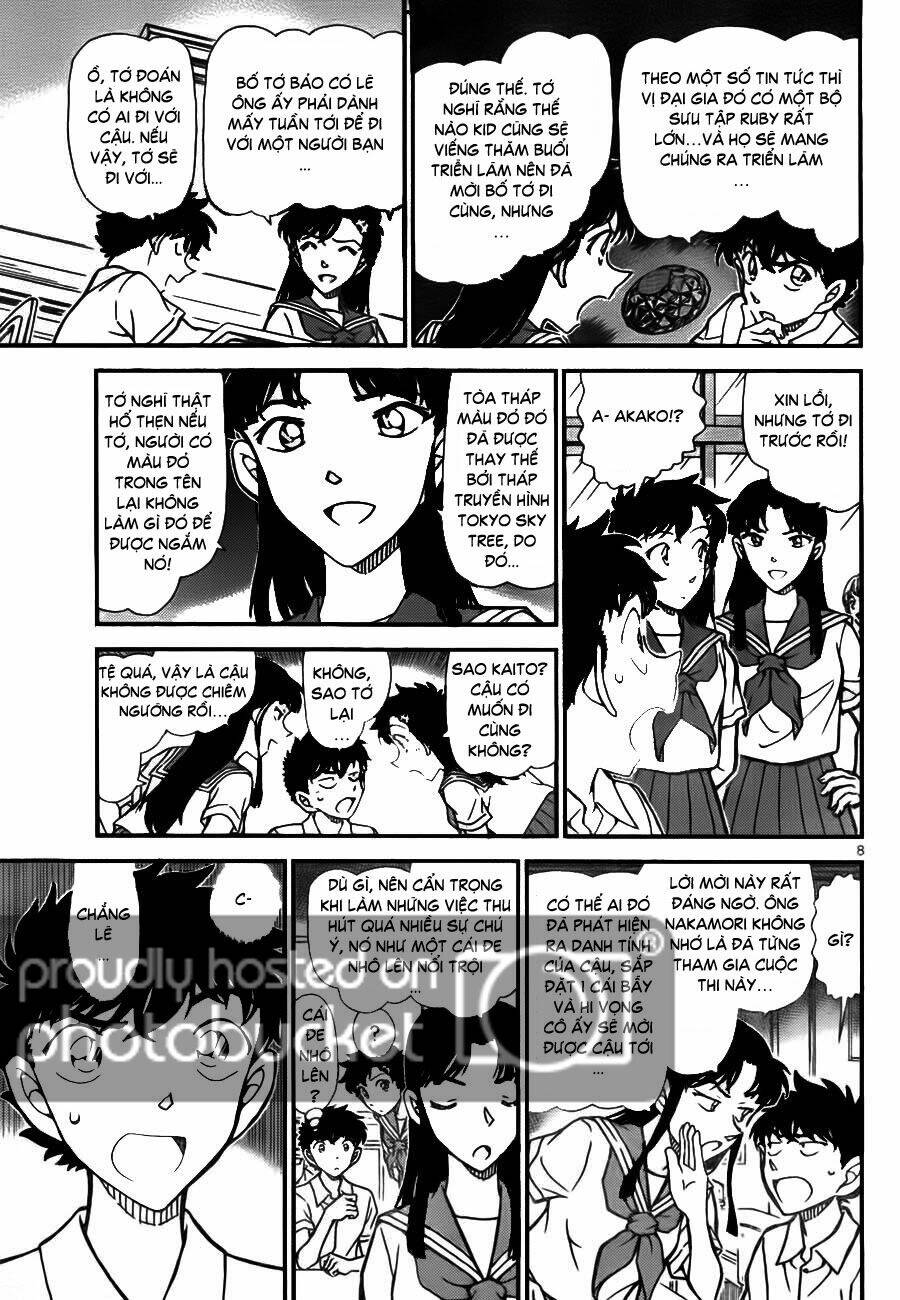 THEO MỘT SỐ TIN TỨC THÌ
VỊ ĐẠI GIA ĐÓ CÓ MỘT BỘ
SƯU TẬP RUBY RẤT
LỚN...VÀ HỌ SẼ MANG
CHÚNG RA TRIỂN LÃM
...
ĐÚNG THẾ. TỚ
NGHĨ RẰNG THẾ
NÀO KID CŨNG SẼ
VIẾNG THĂM BUỔI
TRIỂN LÃM NÊN ĐÃ
MỜI BỐ TỚ ĐI
CÙNG, NHƯNG
...
BỐ TỚ BẢO CÓ LẼ
ÔNG ẤY PHẢI DÀNH
MẤY TUẦN TỚI ĐỂ ĐI
VỚI MỘT NGƯỜI BẠN
...
Ồ, TỚ ĐOÁN
LÀ KHÔNG
CÓ AI ĐI VỚI
CẬU. NẾU
VẬY, TỚ SẼ
ĐI VỚI...
XIN LỖI,
NHƯNG TỚ ĐI
TRƯỚC RỒI!
A- AKAKO!?
TÒA THÁP
MÀU ĐỎ ĐÓ
ĐÃ ĐƯỢC
THAY THẾ
BỞI THÁP
TRUYỀN HÌNH
TOKYO SKY
TREE, DO
ĐÓ...
TỚ NGHĨ THẬT
HỔ THẸN NẾU
TỚ, NGƯỜI CÓ
MÀU ĐỎ
TRONG TÊN
LẠI KHÔNG
LÀM GÌ ĐÓ ĐỂ
ĐƯỢC NGẮM
NÓ!
SAO KAITO?
CẬU CÓ
MUỐN ĐI
CÙNG
KHÔNG?
KHÔNG,
SAO TỚ
LẠI
...
TỆ QUÁ, VẬY LÀ CẬU
KHÔNG ĐƯỢC CHIÊM
NGƯỠNG RỒI...
8
GÌ?
LỜI MỜI NÀY RẤT
ĐÁNG NGỜ. ÔNG
NAKAMORI KHÔNG
NHỚ LÀ ĐÃ TỪNG
THAM GIA CUỘC
THI NÀY...
CÓ THỂ AI ĐÓ
ĐÃ PHÁT HIỆN
RA DANH TÍNH
CỦA CẬU, SẮP
ĐẶT 1 CÁI BẪY
VÀ HI VỌNG
CÔ ẤY SẼ MỜI
ĐƯỢC CẬU TỚI
...
DÙ GÌ, NÊN CẨN TRỌNG
KHI LÀM NHỮNG VIỆC THU
HÚT QUÁ NHIỀU SỰ CHÚ
Ý, NÓ NHƯ MỘT CÁI ĐE
NHÔ LÊN NỔI TRỘI
...
?
CÁI
ĐE
NHÔ
LÊN?
C-
CHẲNG
LẼ
...
proudly hosted on
photobucket